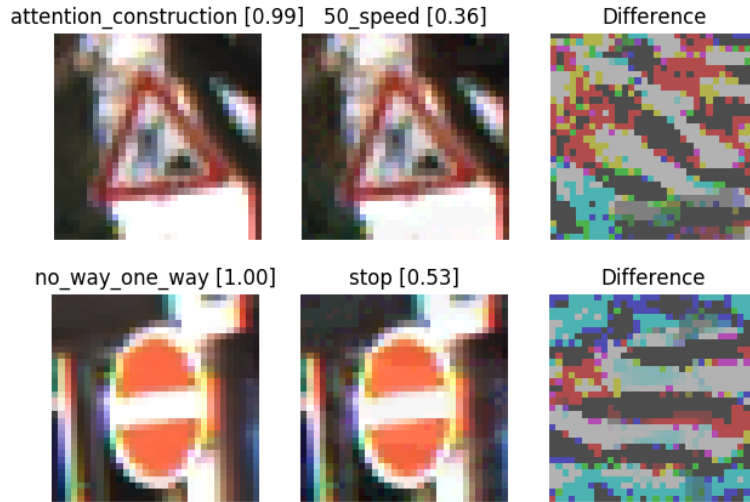 attention_construction [0.99] 50_speed [0.36] Difference
no_way_one_way [1.00] stop [0.53] Difference